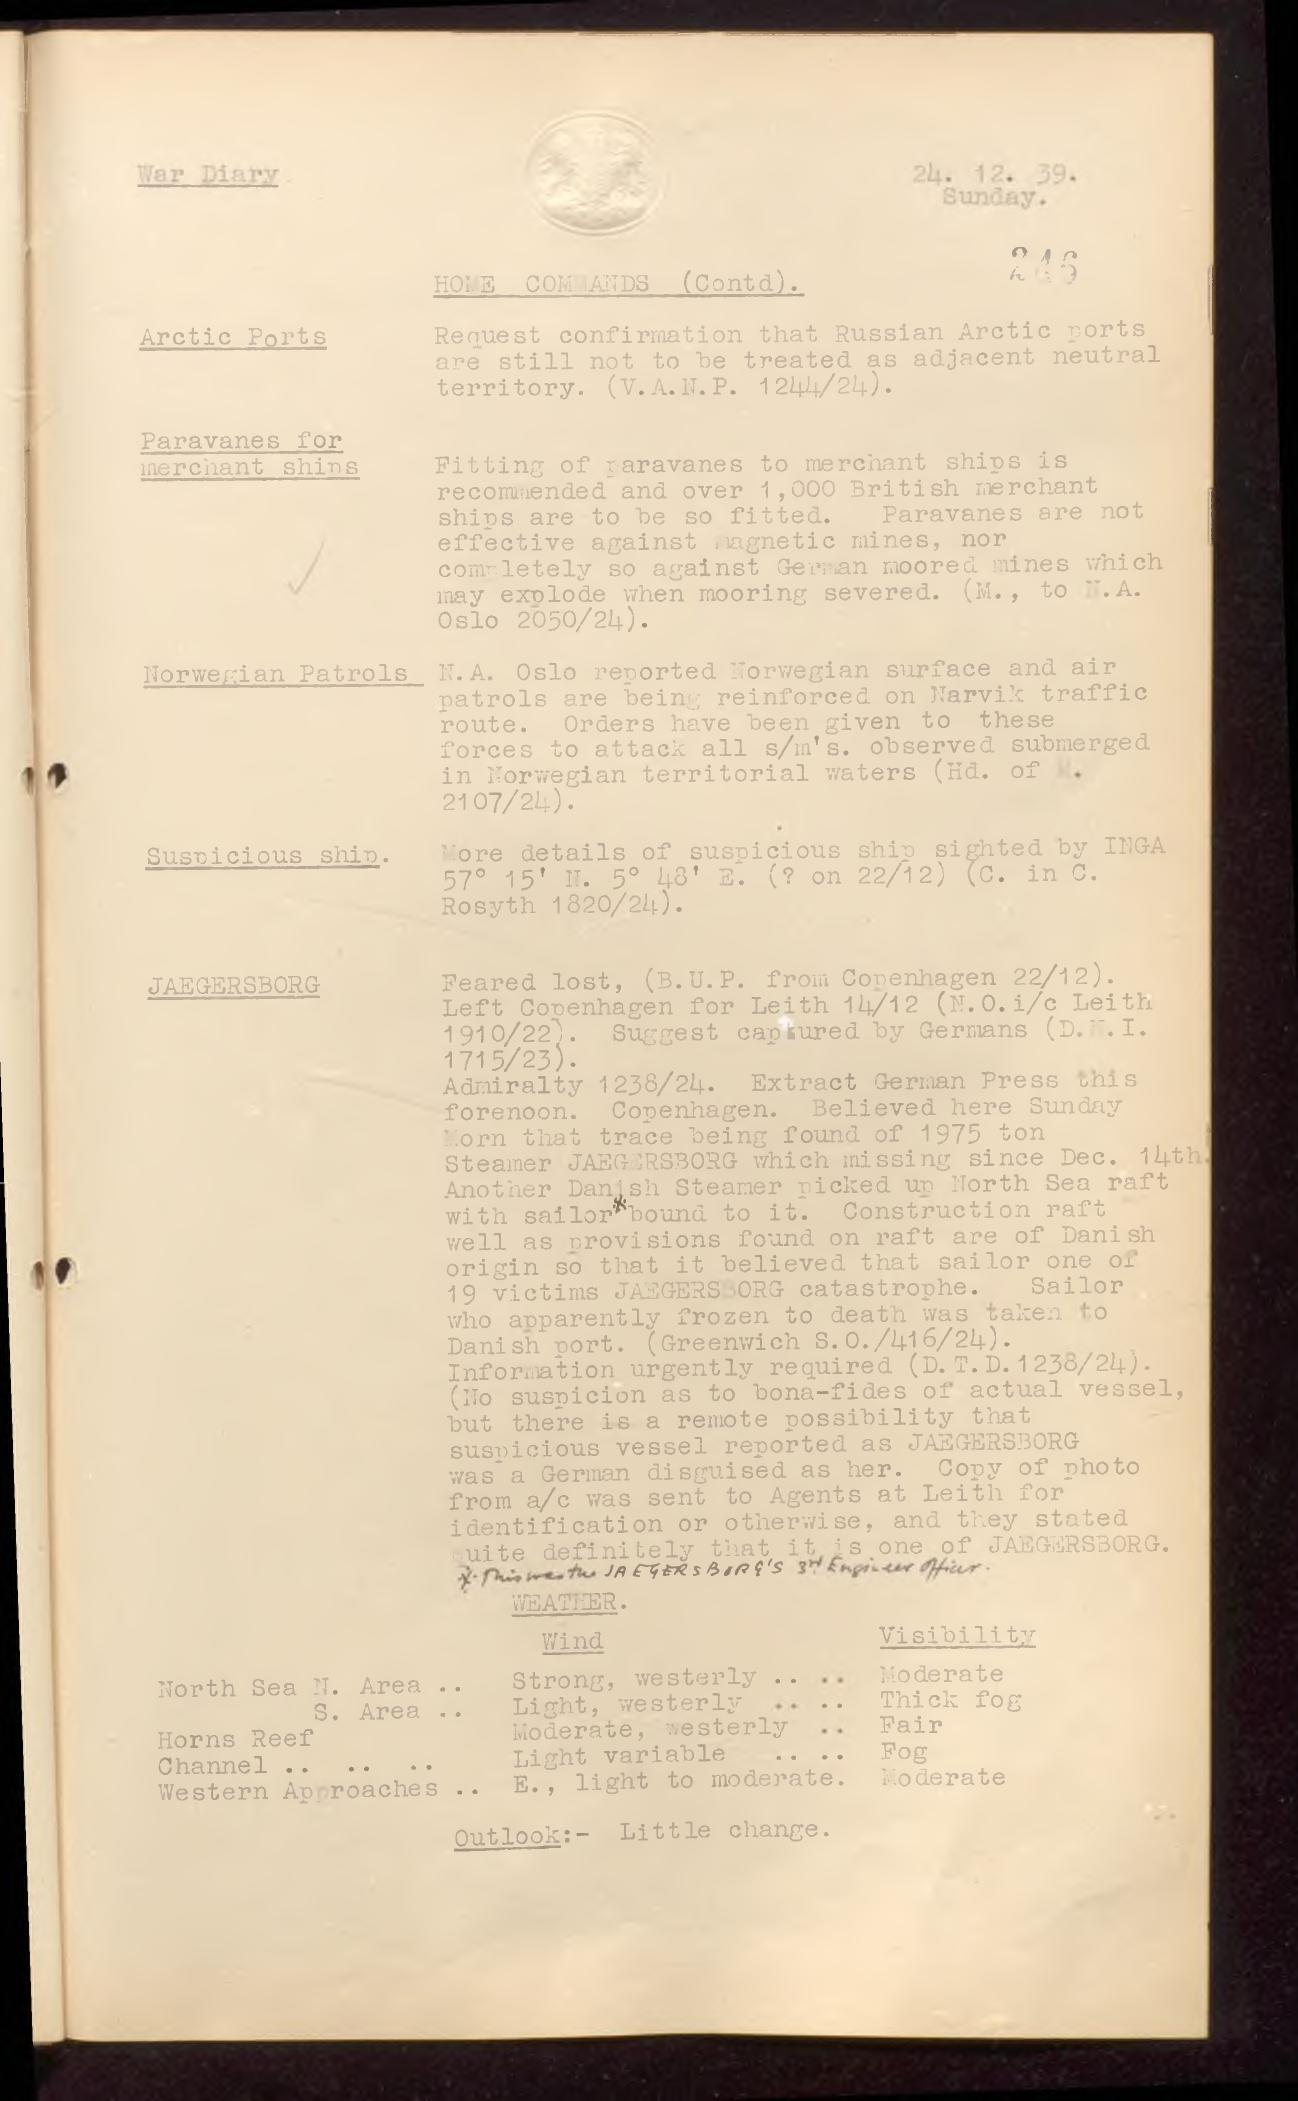 War Diary
24. 12. 39.
Sunday.
246
HOME COMMANDS (Contd).
Arctic Ports
Request confirmation that Russian Arctic ports
are still not to be treated as adjacent neutral
territory. (V.A.N.P. 1244/24).
Paravanes for
merchant ships
Fitting of paravanes to merchant ships is
recommended and over 1,000 British merchant
ships are to be so fitted. Paravanes are not
effective against magnetic mines, nor
completely so against German moored mines which
may explode when mooring severed. (M., to N.A.
Oslo 2050/24).
Norwegian Patrols
N.A. Oslo reported Norwegian surface and air
patrols are being reinforced on Narvik traffic
route. Orders have been given to these
forces to attack all s/m's. observed submerged
in Norwegian territorial waters (Hd. of M.
2107/24).
Suspicious ship.
More details of suspicious ship sighted by INGA
57° 15' N. 5° 48' E. (? on 22/12) (C. in C.
Rosyth 1820/24).
JAEGERSBORG
Feared lost, (B.U.P. from Copenhagen 22/12).
Left Copenhagen for Leith 14/12 (N.O.i/c Leith
1910/22). Suggest captured by Germans (D.N.I.
1715/23).
Admiralty 1238/24. Extract German Press this
forenoon. Copenhagen. Believed here Sunday
Morn that trace being found of 1975 ton
Steamer JAEGERSBORG which missing since Dec. 14th.
Another Danish Steamer picked up North Sea raft
with sailor* bound to it. Construction raft
well as provisions found on raft are of Danish
origin so that it believed that sailor one of
19 victims JAEGERSBORG catastrophe. Sailor
who apparently frozen to death was taken to
Danish port. (Greenwich S.O./416/24).
Information urgently required (D.T.D.1238/24).
(No suspicion as to bona-fides of actual vessel,
but there is a remote possibility that
suspicious vessel reported as JAEGERSBORG
was a German disguised as her. Copy of photo
from a/c was sent to Agents at Leith for
identification or otherwise, and they stated
quite definitely that it is one of JAEGERSBORG.
*. This was the JAEGERSBORG'S 3rd Engineer Officer.
WEATHER.
Wind Visibility
North Sea N. Area .. Strong, westerly .. .. Moderate
S. Area .. Light, westerly .. .. Thick fog
Horns Reef Moderate, westerly .. Fair
Channel .. .. .. Light variable .. .. Fog
Western Approaches .. E., light to moderate. Moderate
Outlook:- Little change.